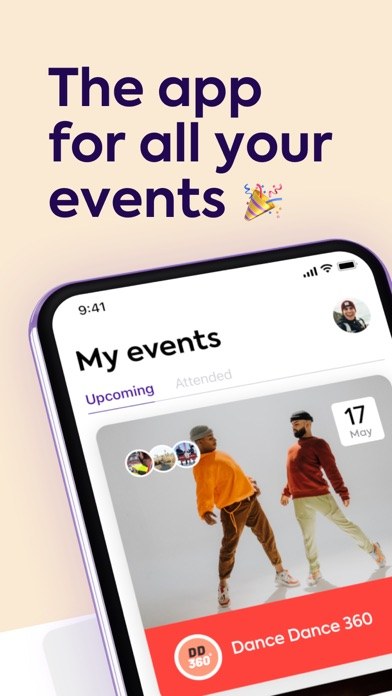 The app
for all your
events 🎉
9:41
My events
Upcoming
Attended
17
May
DD
360°
Dance Dance 360